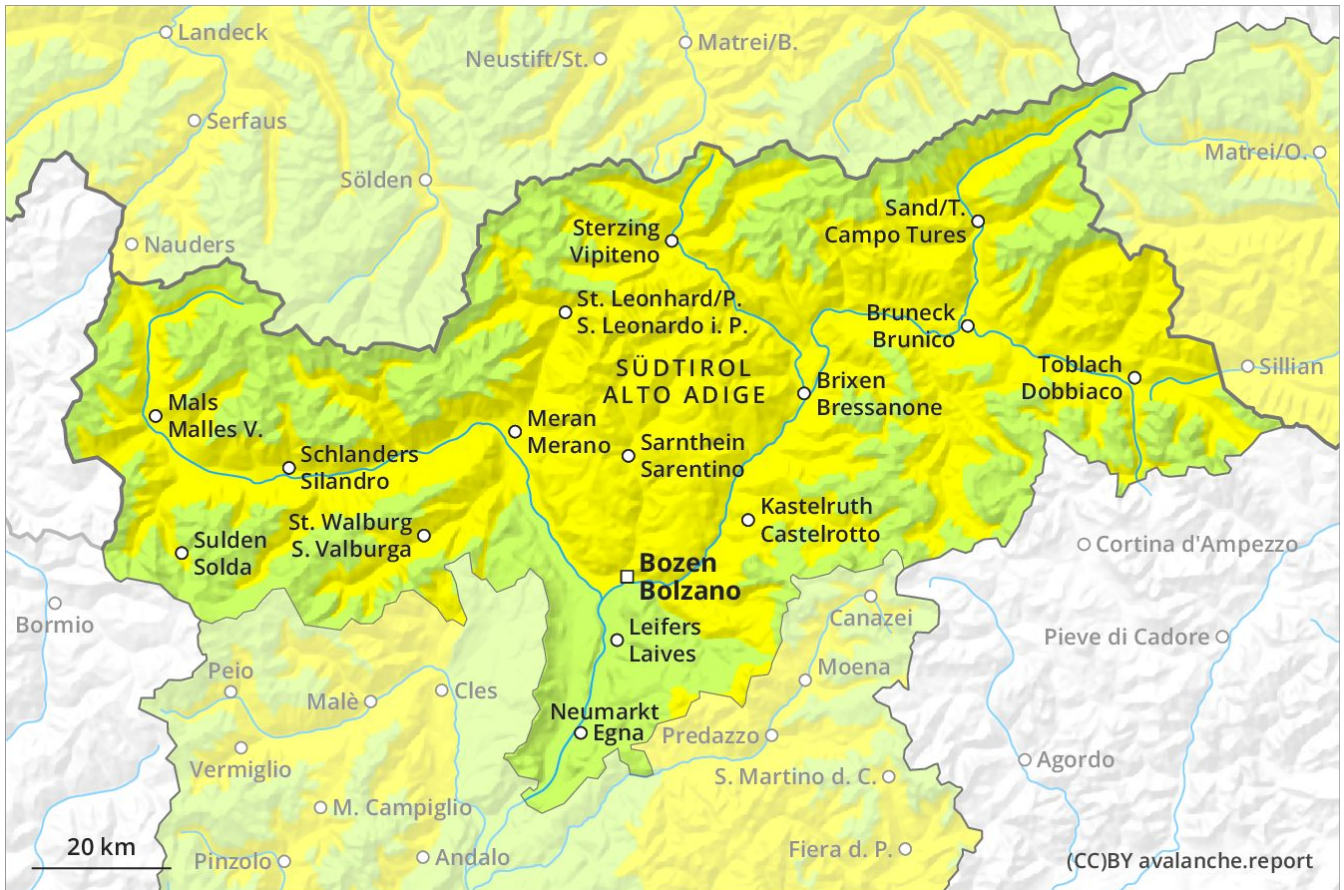 Landeck
Neustift/St.
Matrei/B.
Serfaus
Sölden
Matrei/O.
Nauders
Sand/T.
Campo Tures
Sterzing
Vipiteno
St. Leonhard/P.
S. Leonardo i. P.
Bruneck
Brunico
SÜDTIROL
ALTO ADIGE
Toblach
Dobbiaco
Sillian
Brixen
Bressanone
Mals
Malles V.
Meran
Merano
Sarnthein
Sarentino
Schlanders
Silandro
St. Walburg
S. Valburga
Kastelruth
Castelrotto
Sulden
Solda
Cortina d'Ampezzo
Bozen
Bolzano
Bormio
Canazei
Leifers
Laives
Pieve di Cadore
Peio
Moena
Malè
Cles
Neumarkt
Egna
Predazzo
Vermiglio
Agordo
S. Martino d. C.
M. Campiglio
20 km
Pinzolo
Andalo
Fiera d. P.
(CC)BY avalanche.report